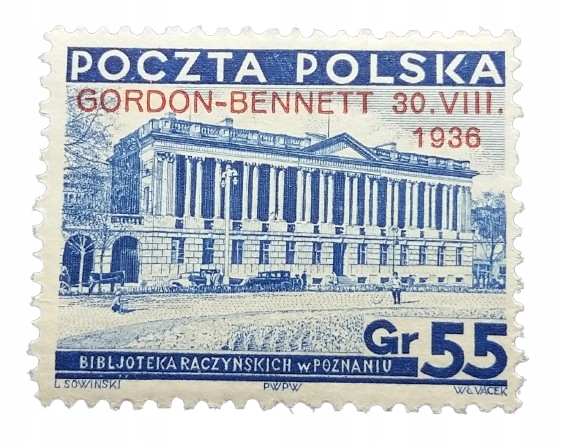 POCZTA POLSKA
GORDON-BENNETT 30.VIII.
1936
Gr 55
BIBLJOTEKA RACZYŃSKICH w POZNANIU
L. SOWIŃSKI PWPW WŁ. VACEK